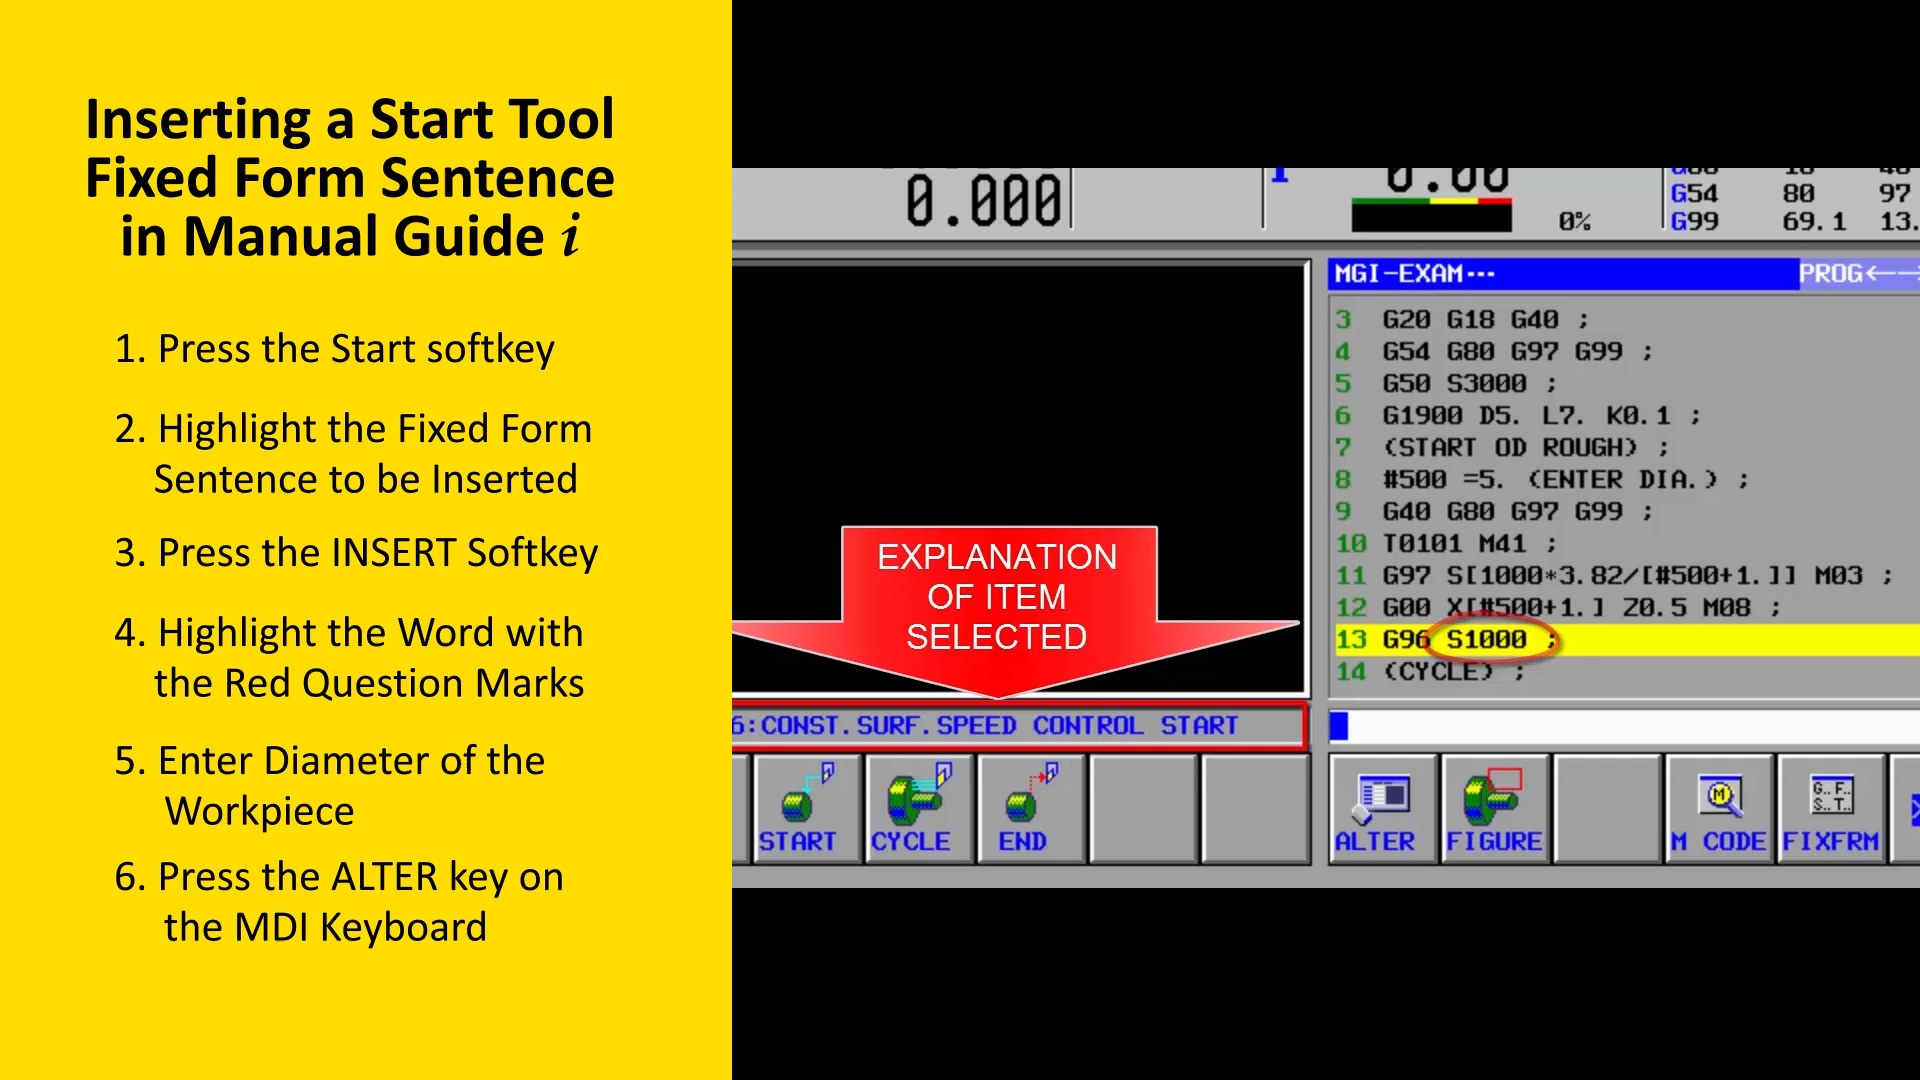 Inserting a Start Tool
Fixed Form Sentence
in Manual Guide i
1. Press the Start softkey
2. Highlight the Fixed Form
Sentence to be Inserted
3. Press the INSERT Softkey
4. Highlight the Word with
the Red Question Marks
5. Enter Diameter of the
Workpiece
6. Press the ALTER key on
the MDI Keyboard
0.000
0.00
0%
G54 80 97
G99 69.1 13.
MGI-EXAM··· PROG←→
3 G20 G18 G40 ;
4 G54 G80 G97 G99 ;
5 G50 S3000 ;
6 G1900 D5. L7. K0.1 ;
7 (START OD ROUGH) ;
8 #500 =5. (ENTER DIA.) ;
9 G40 G80 G97 G99 ;
10 T0101 M41 ;
11 G97 S[1000*3.82/[#500+1.]] M03 ;
12 G00 X[#500+1.] Z0.5 M08 ;
13 G96 S1000 ;
14 (CYCLE) ;
EXPLANATION
OF ITEM
SELECTED
6:CONST.SURF.SPEED CONTROL START
START CYCLE END
ALTER FIGURE M CODE FIXFRM